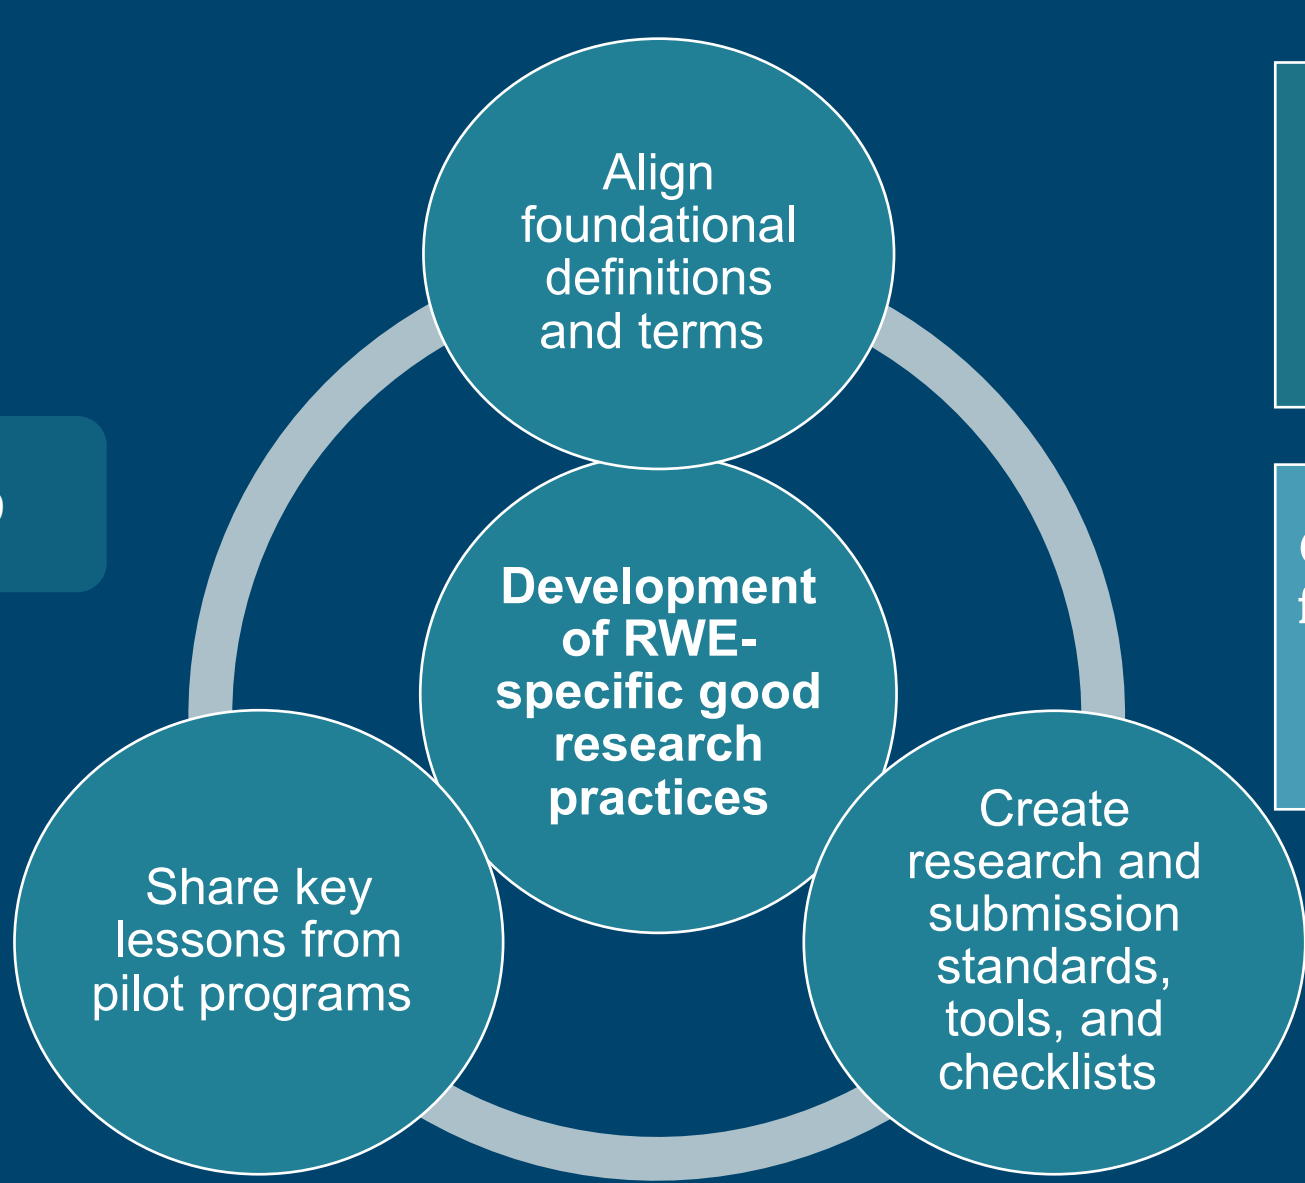 Align
foundational
definitions
and terms
Development
of RWE-
specific good
research
practices
Share key
lessons from
pilot programs
Create
research and
submission
standards,
tools, and
checklists